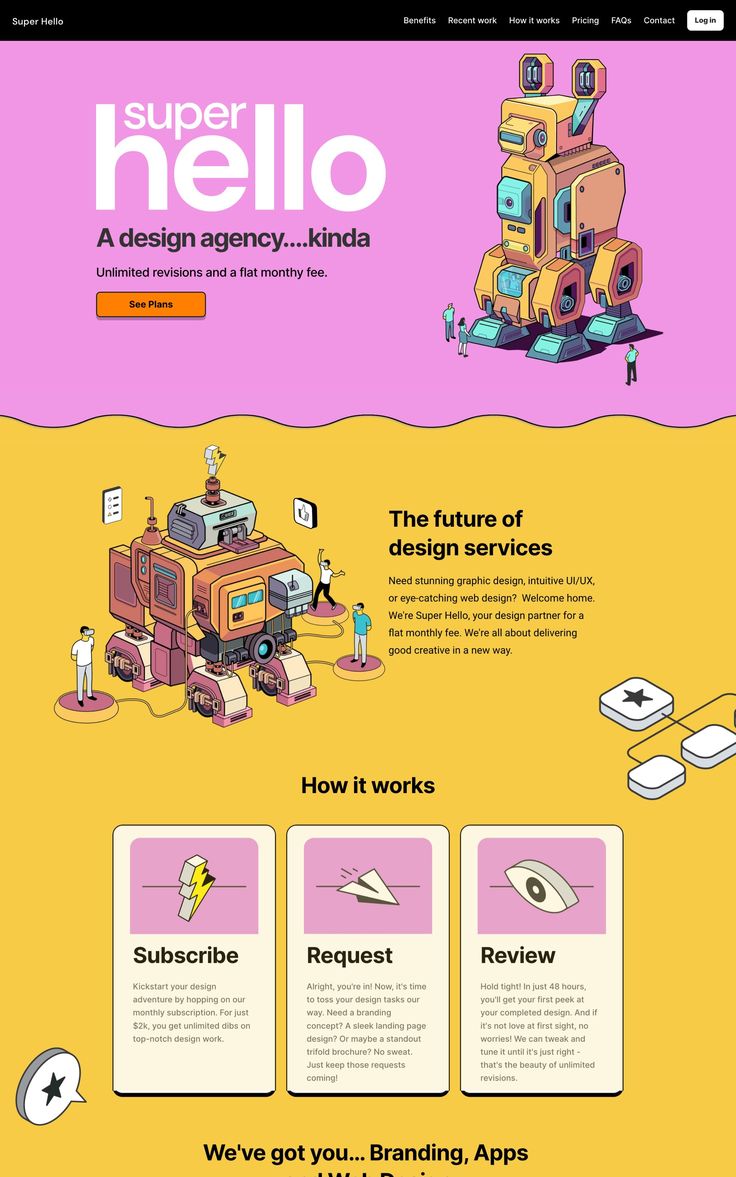 Super Hello
Benefits Recent work How it works Pricing FAQs Contact Log in
super
hello
A design agency....kinda
Unlimited revisions and a flat monthy fee.
See Plans
The future of
design services
Need stunning graphic design, intuitive UI/UX,
or eye-catching web design? Welcome home.
We're Super Hello, your design partner for a
flat monthly fee. We're all about delivering
good creative in a new way.
How it works
Subscribe
Kickstart your design
adventure by hopping on our
monthly subscription. For just
$2k, you get unlimited dibs on
top-notch design work.
Request
Alright, you're in! Now, it's time
to toss your design tasks our
way. Need a branding
concept? A sleek landing page
design? Or maybe a standout
trifold brochure? No sweat.
Just keep those requests
coming!
Review
Hold tight! In just 48 hours,
you'll get your first peek at
your completed design. And if
it's not love at first sight, no
worries! We can tweak and
tune it until it's just right -
that's the beauty of unlimited
revisions.
We've got you... Branding, Apps
and Web Design